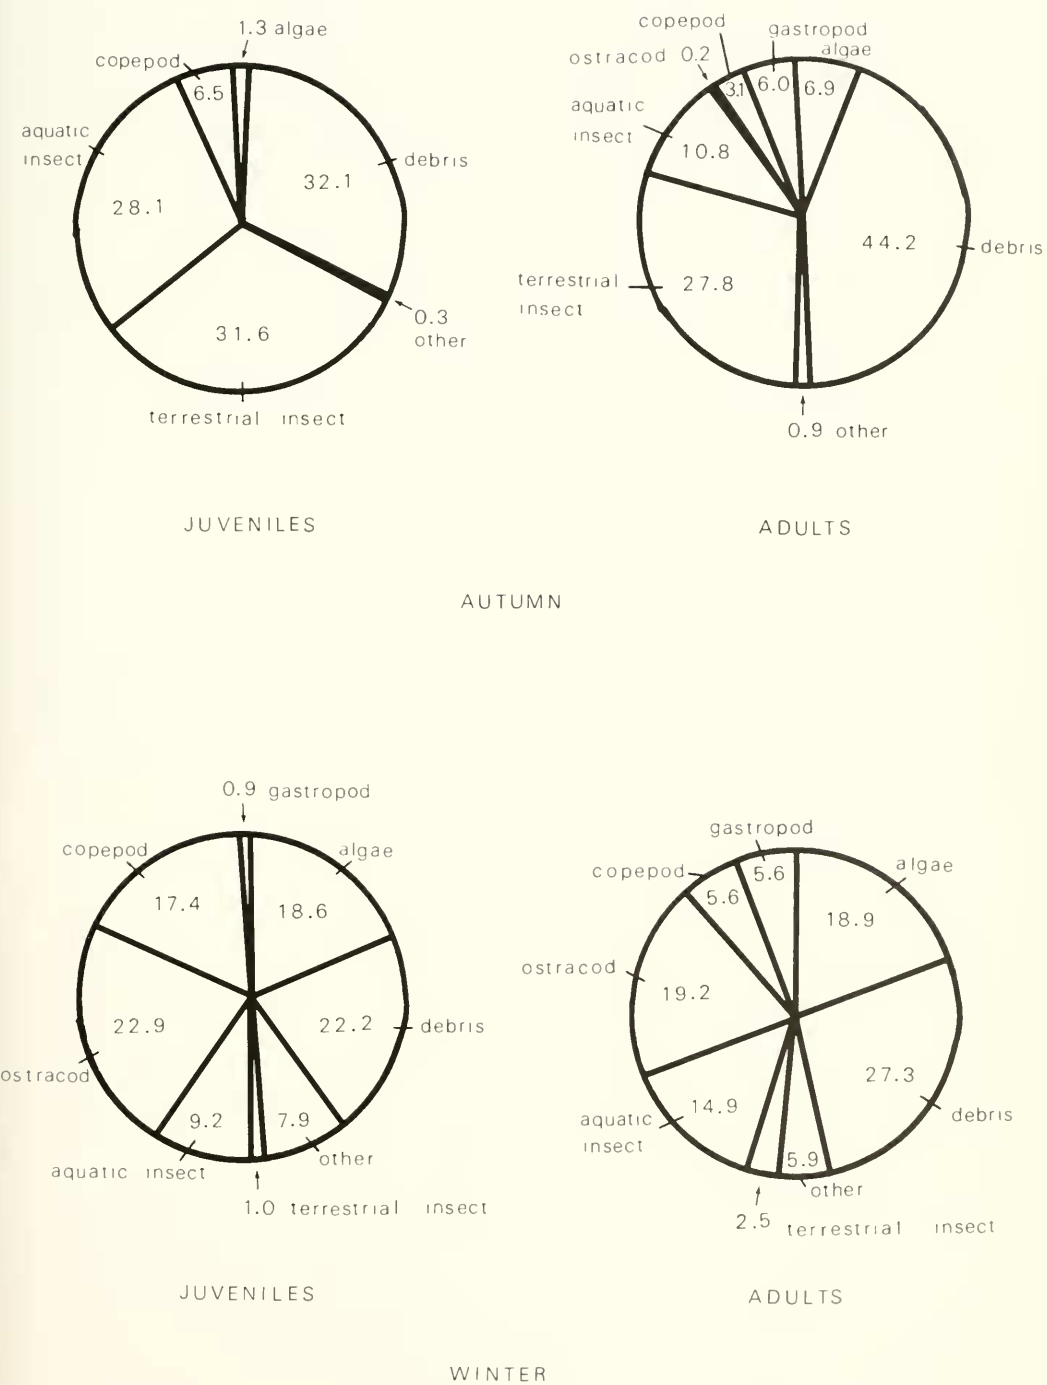 1.3 algae
copepod
6.5
aquatic
insect
28.1
32.1
debris
31.6
0.3
other
terrestrial insect
JUVENILES
copepod
gastropod
ostracod 0.2
algae
3.1
6.0
6.9
aquatic
insect
10.8
44.2
debris
terrestrial
insect
27.8
0.9 other
ADULTS
AUTUMN
0.9 gastropod
copepod
algae
17.4
18.6
22.9
22.2
debris
ostracod
9.2
7.9
other
aquatic insect
1.0 terrestrial insect
JUVENILES
gastropod
copepod
5.6
5.6
algae
18.9
ostracod
19.2
27.3
debris
aquatic
insect
14.9
5.9
other
2.5 terrestrial insect
ADULTS
WINTER